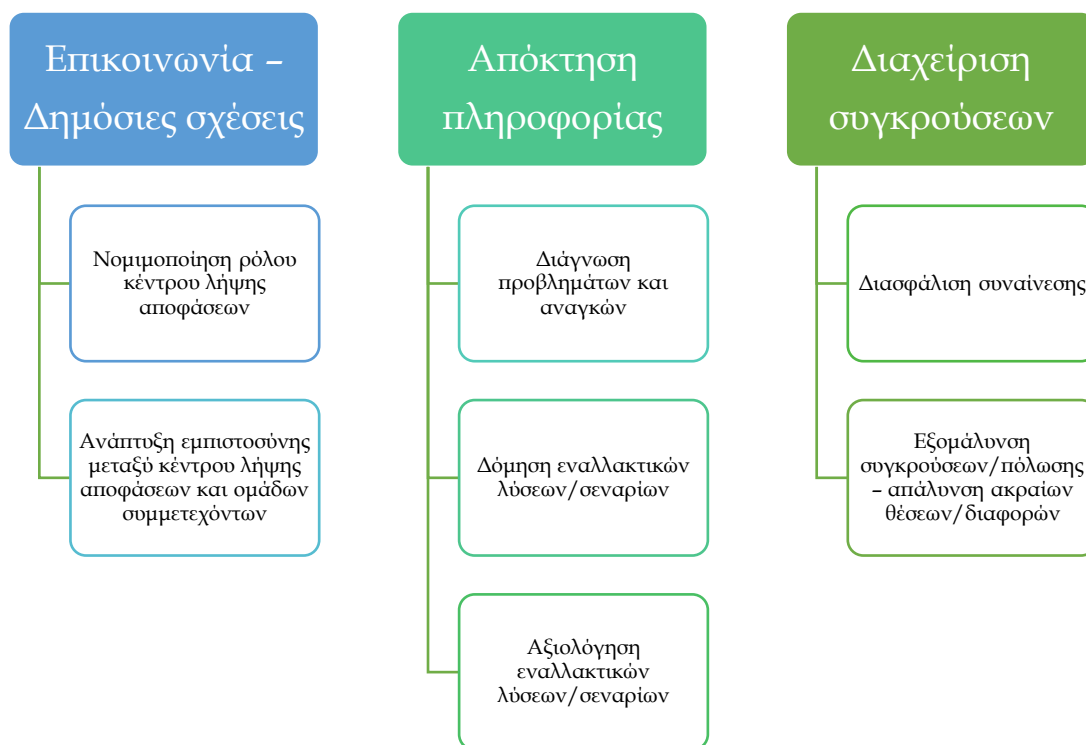 Επικοινωνία –
Δημόσιες σχέσεις
Νομιμοποίηση ρόλου
κέντρου λήψης
αποφάσεων
Ανάπτυξη εμπιστοσύνης
μεταξύ κέντρου λήψης
αποφάσεων και ομάδων
συμμετεχόντων
Απόκτηση
πληροφορίας
Διάγνωση
προβλημάτων και
αναγκών
Δόμηση εναλλακτικών
λύσεων/σεναρίων
Αξιολόγηση
εναλλακτικών
λύσεων/σεναρίων
Διαχείριση
συγκρούσεων
Διασφάλιση συναίνεσης
Εξομάλυνση
συγκρούσεων/πόλωσης
– απάλυνση ακραίων
θέσεων/διαφορών